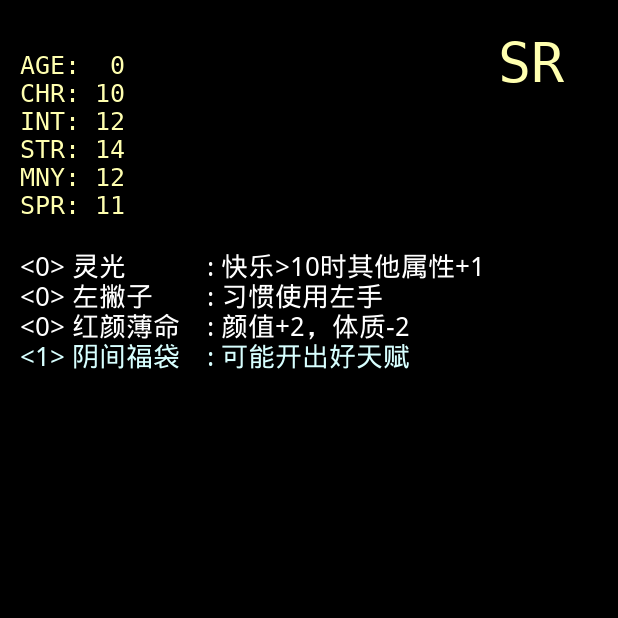 SR
AGE:  0
CHR: 10
INT: 12
STR: 14
MNY: 12
SPR: 11
<0> 灵光 : 快乐>10时其他属性+1
<0> 左撇子 : 习惯使用左手
<0> 红颜薄命 : 颜值+2，体质-2
<1> 阴间福袋 : 可能开出好天赋